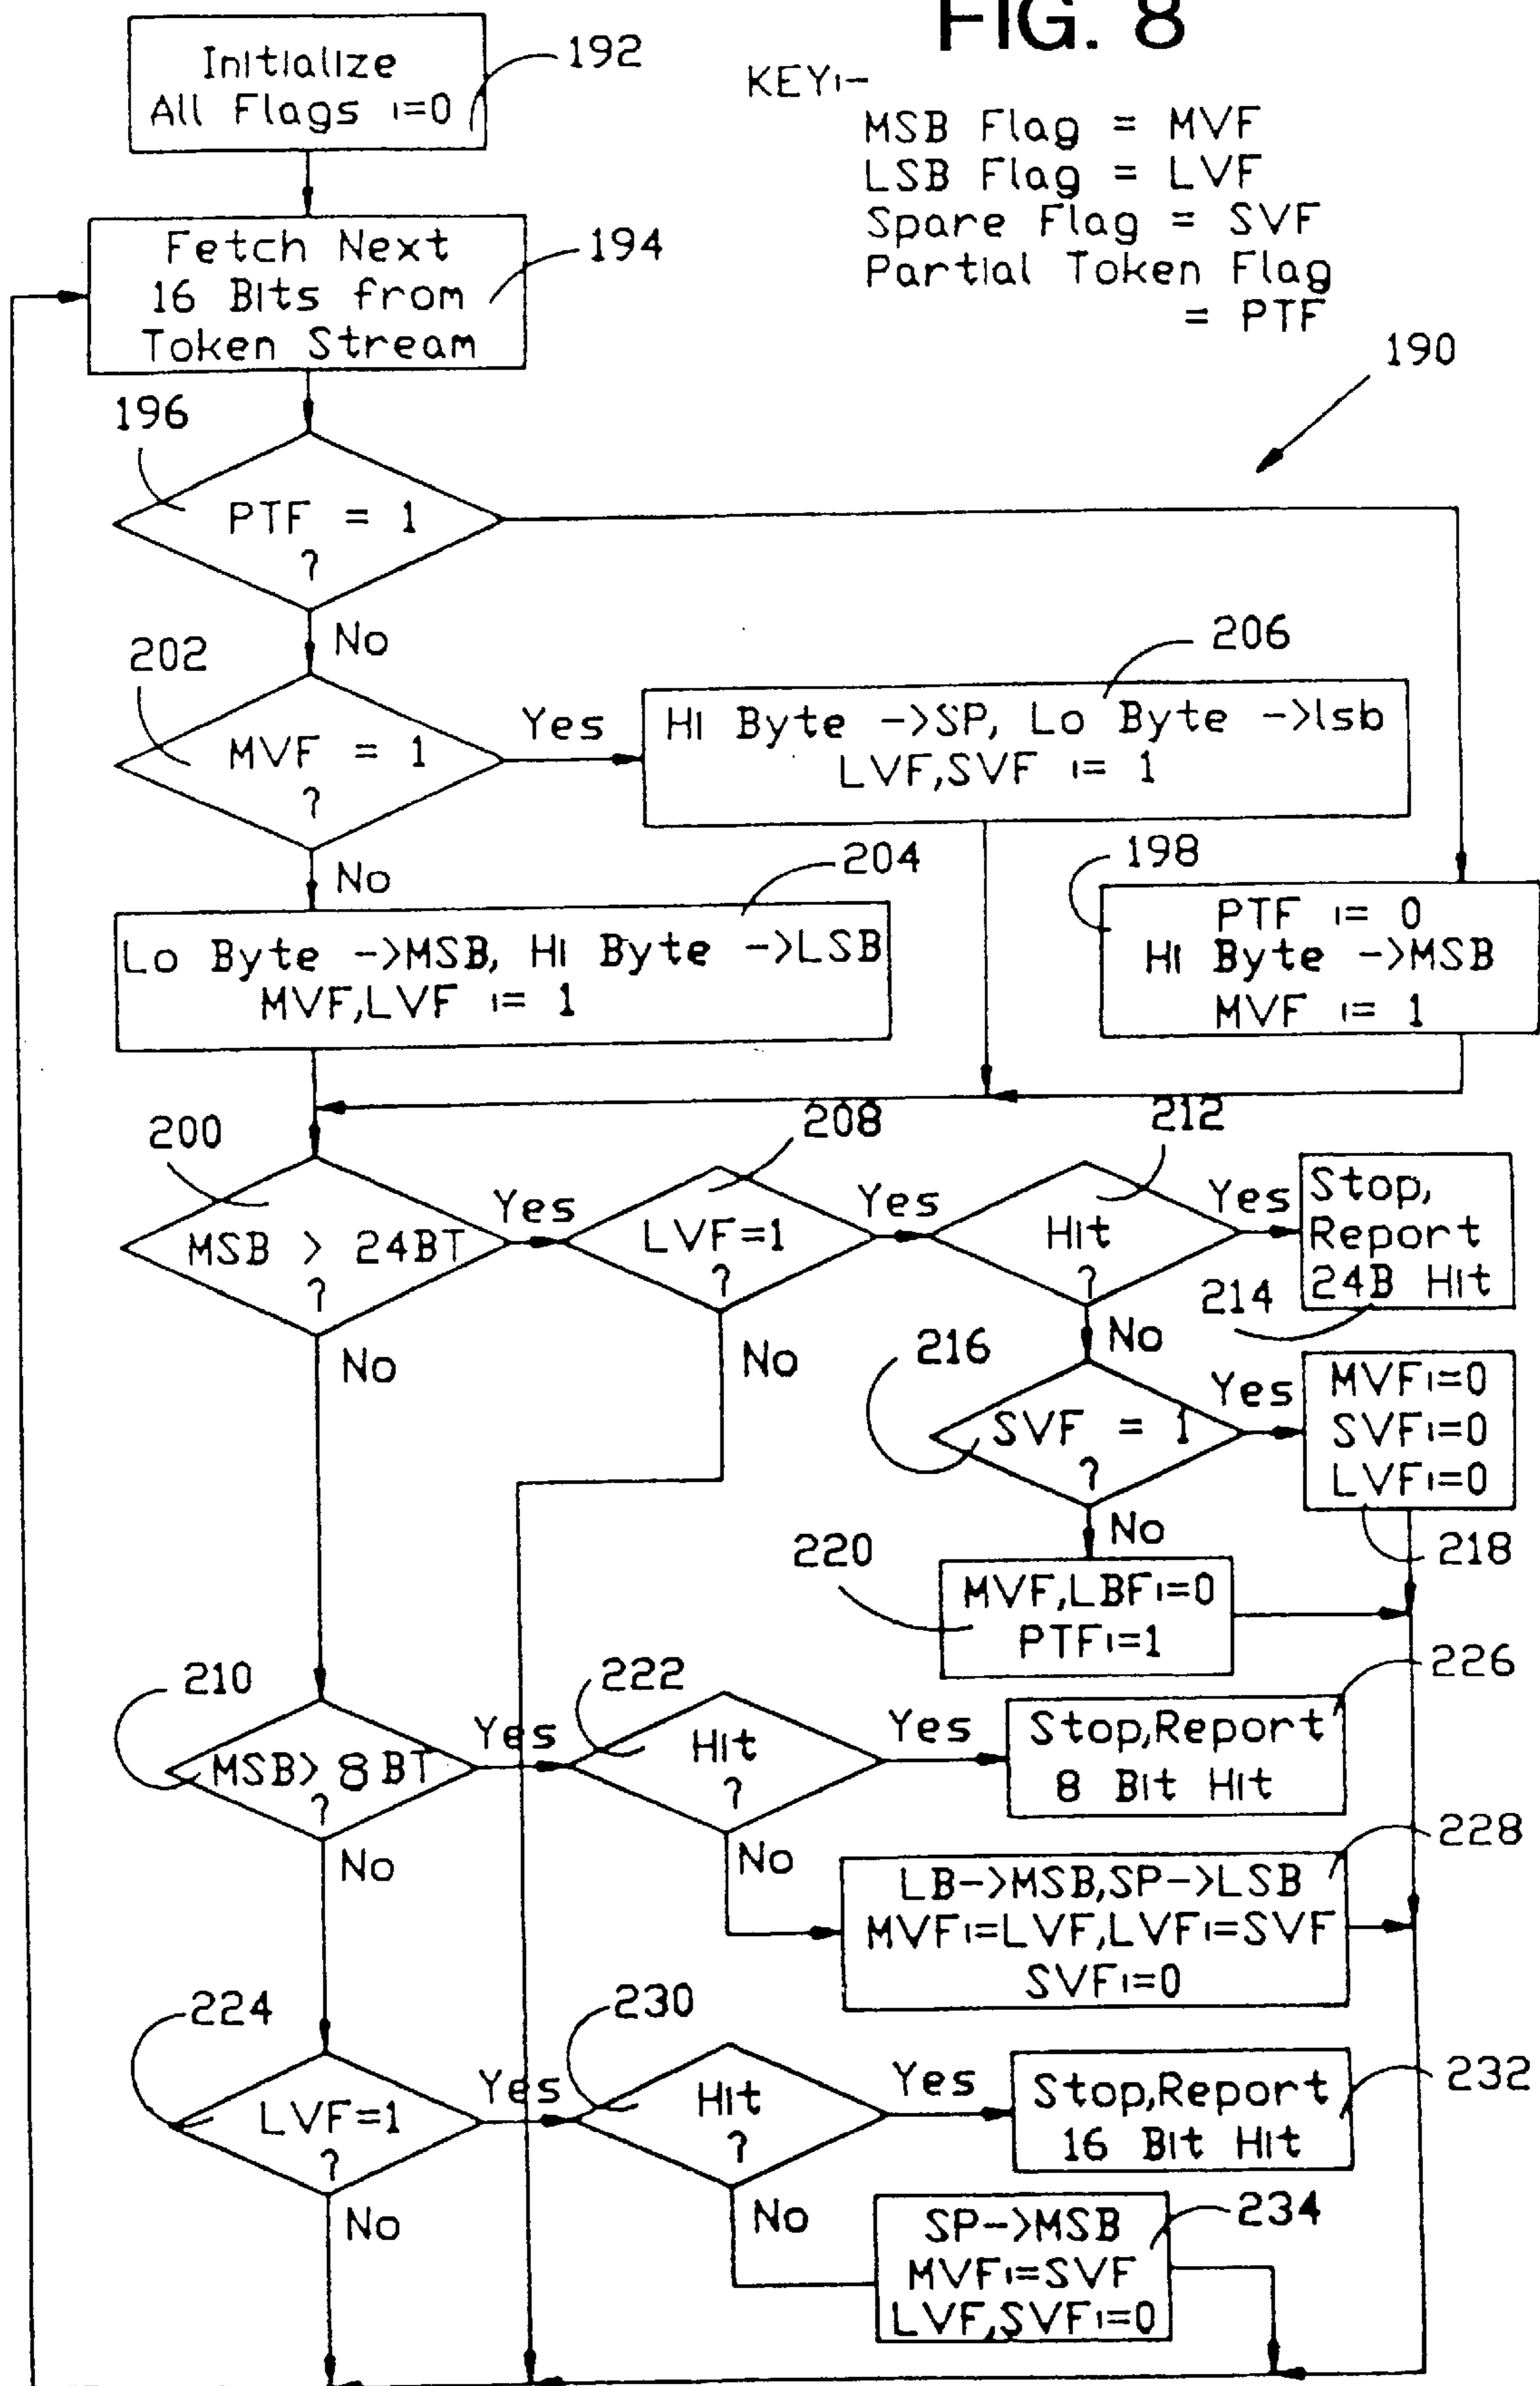 FIG. 8
Initialize
All Flags :=0
192
KEY:-
MSB Flag = MVF
LSB Flag = LVF
Spare Flag = SVF
Partial Token Flag
= PTF
Fetch Next
16 Bits from
Token Stream
194
190
196
PTF = 1
?
No
202
MVF = 1
?
Yes
206
Hi Byte ->SP, Lo Byte ->lsb
LVF,SVF := 1
No
204
Lo Byte ->MSB, Hi Byte ->LSB
MVF,LVF := 1
198
PTF := 0
Hi Byte ->MSB
MVF := 1
200
MSB > 24BT
?
Yes
208
LVF=1
?
Yes
212
Hit
?
Yes
Stop,
Report
24B Hit
214
No
No
No
216
SVF = 1
?
Yes
MVF:=0
SVF:=0
LVF:=0
218
No
220
MVF,LBF:=0
PTF:=1
210
MSB> 8 BT
?
Yes
222
Hit
?
Yes
Stop,Report
8 Bit Hit
226
No
No
228
LB->MSB,SP->LSB
MVF:=LVF,LVF:=SVF
SVF:=0
224
LVF=1
?
Yes
230
Hit
?
Yes
Stop,Report
16 Bit Hit
232
No
No
SP->MSB
MVF:=SVF
LVF,SVF:=0
234